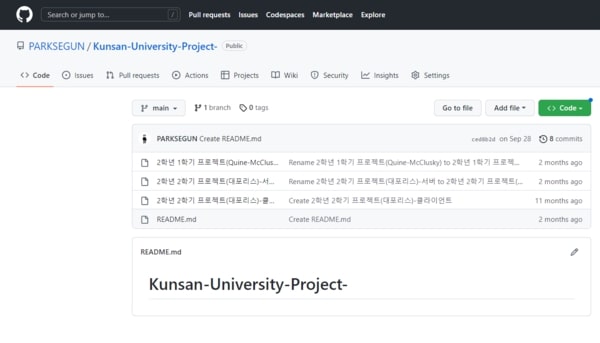 Search or jump to... / Pull requests Issues Codespaces Marketplace Explore
PARKSEGUN / Kunsan-University-Project- Public
Code Issues Pull requests Actions Projects Wiki Security Insights Settings
main 1 branch 0 tags Go to file Add file Code
PARKSEGUN Create README.md ced8b2d on Sep 28 8 commits
2학년 1학기 프로젝트(Quine-McClus... Rename 2학년 1학기 프로젝트(Quine-McClusky) to 2학년 1학기 프로젝... 2 months ago
2학년 2학기 프로젝트(대포리스)-서... Rename 2학년 2학기 프로젝트(대포리스)-서버 to 2학년 2학기 프로젝트(... 2 months ago
2학년 2학기 프로젝트(대포리스)-클... Create 2학년 2학기 프로젝트(대포리스)-클라이언트 11 months ago
README.md Create README.md 2 months ago
README.md
Kunsan-University-Project-